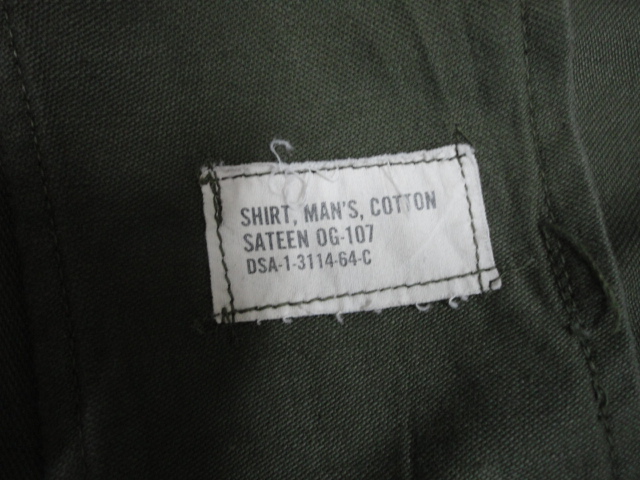 SHIRT, MAN'S, COTTON
SATEEN OG-107
DSA-1-3114-64-C